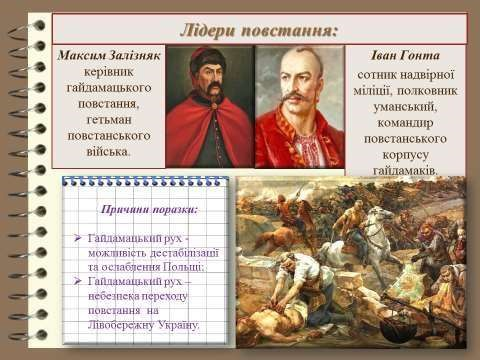 Лідери повстання:
Максим Залізняк
керівник
гайдамацького
повстання,
гетьман
повстанського
війська.
Іван Гонта
сотник надвірної
міліції, полковник
уманський,
командир
повстанського
корпусу
гайдамаків.
Причини поразки:
➢ Гайдамацький рух -
можливість дестабілізації
та ослаблення Польщі;
➢ Гайдамацький рух –
небезпека переходу
повстання на
Лівобережну Україну.